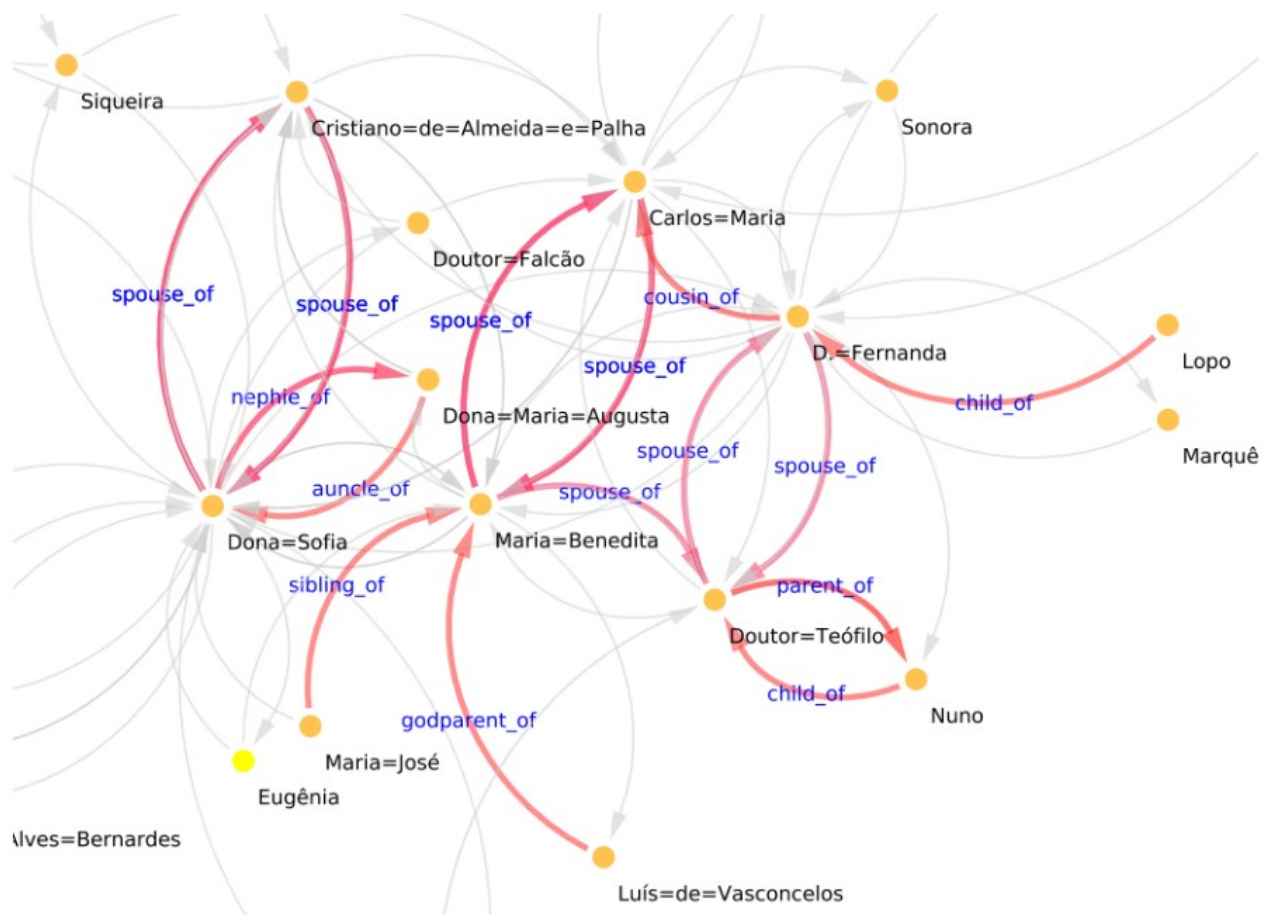 Siqueira
Cristiano=de=Almeida=e=Palha
Sonora
Carlos=Maria
Doutor=Falcão
spouse_of
spouse_of
cousin_of
spouse_of
D.=Fernanda
Lopo
spouse_of
nephie_of
child_of
Dona=Maria=Augusta
spouse_of
Marquê
spouse_of
auncle_of
spouse_of
Dona=Sofia
Maria=Benedita
sibling_of
parent_of
Doutor=Teófilo
child_of
Nuno
godparent_of
Maria=José
Eugênia
Alves=Bernardes
Luís=de=Vasconcelos